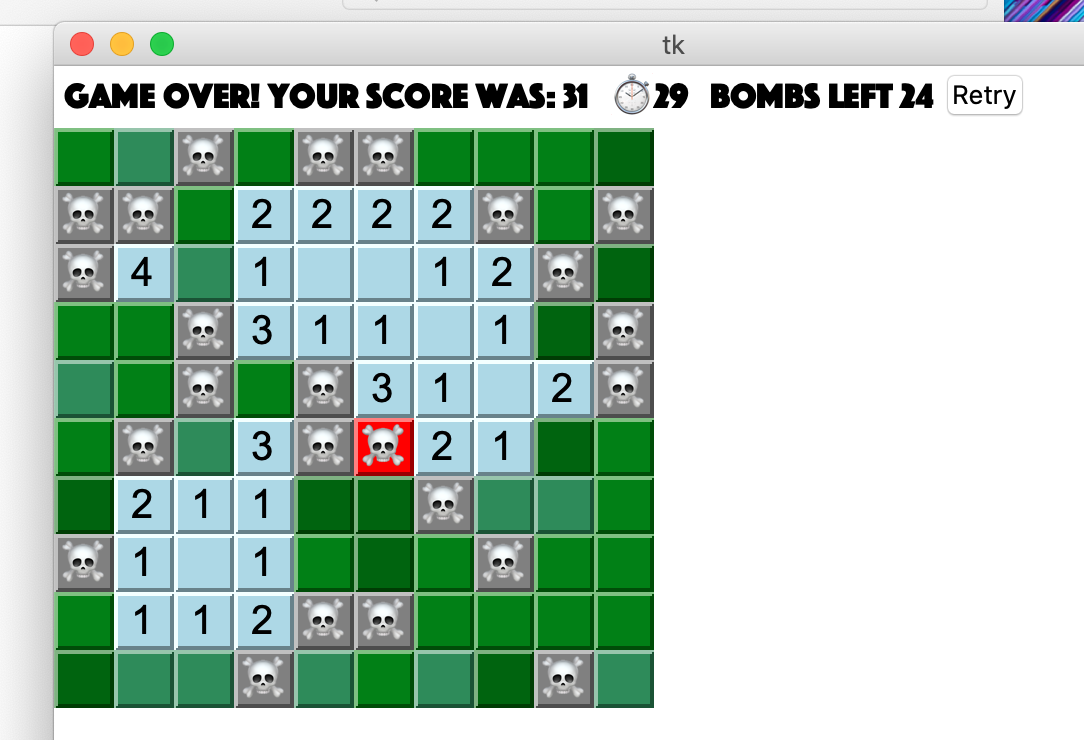 tk
GAME OVER! YOUR SCORE WAS: 31 ⏱29 BOMBS LEFT 24 Retry
2 2 2 2
4 1 1 2
3 1 1 1
3 1 2
3 2 1
2 1 1
1 1
1 1 2